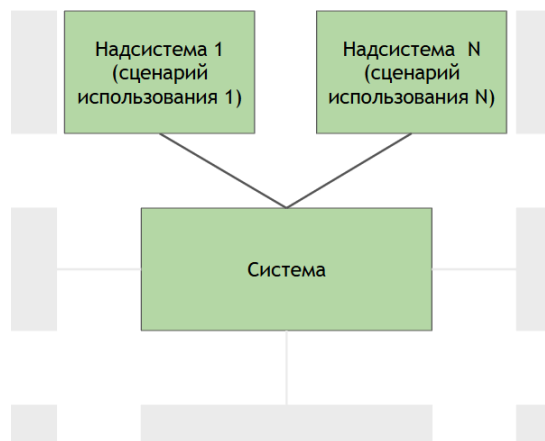 Надсистема 1
(сценарий
использования 1)
Надсистема N
(сценарий
использования N)
Система